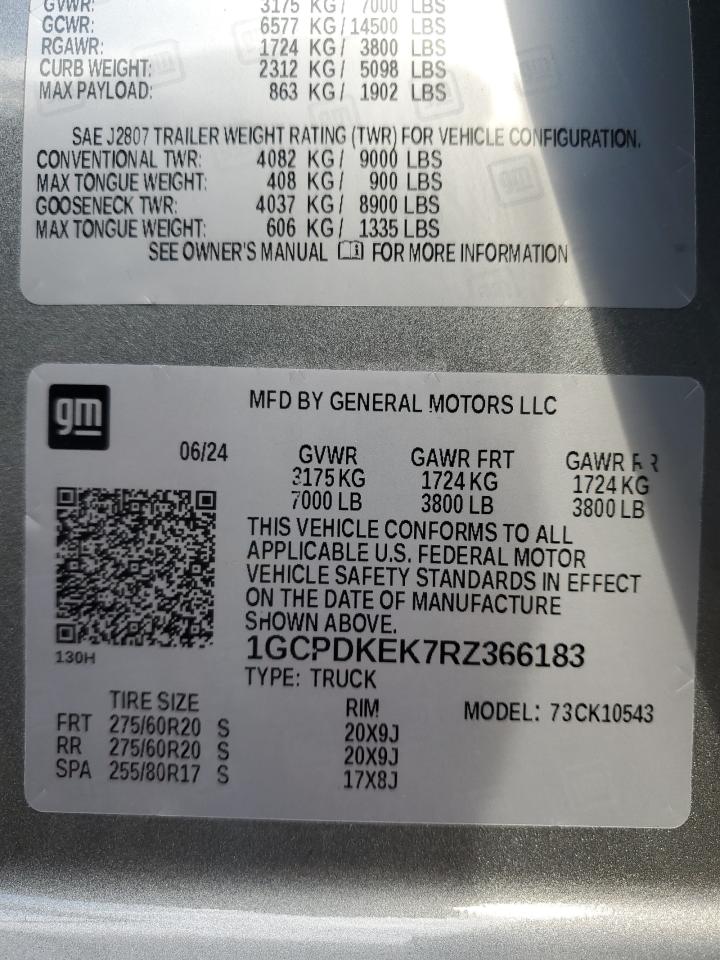 GVWR: 3175 KG/ 7000 LBS
GCWR: 6577 KG/ 14500 LBS
RGAWR: 1724 KG/ 3800 LBS
CURB WEIGHT: 2312 KG/ 5098 LBS
MAX PAYLOAD: 863 KG/ 1902 LBS
SAE J2807 TRAILER WEIGHT RATING (TWR) FOR VEHICLE CONFIGURATION.
CONVENTIONAL TWR: 4082 KG/ 9000 LBS
MAX TONGUE WEIGHT: 408 KG/ 900 LBS
GOOSENECK TWR: 4037 KG/ 8900 LBS
MAX TONGUE WEIGHT: 606 KG/ 1335 LBS
SEE OWNER'S MANUAL FOR MORE INFORMATION
gm
MFD BY GENERAL MOTORS LLC
06/24 GVWR GAWR FRT GAWR RR
3175 KG 1724 KG 1724 KG
7000 LB 3800 LB 3800 LB
THIS VEHICLE CONFORMS TO ALL
APPLICABLE U.S. FEDERAL MOTOR
VEHICLE SAFETY STANDARDS IN EFFECT
ON THE DATE OF MANUFACTURE
SHOWN ABOVE.
1GCPDKEK7RZ366183
130H
TYPE: TRUCK
TIRE SIZE RIM MODEL: 73CK10543
FRT 275/60R20 S 20X9J
RR 275/60R20 S 20X9J
SPA 255/80R17 S 17X8J